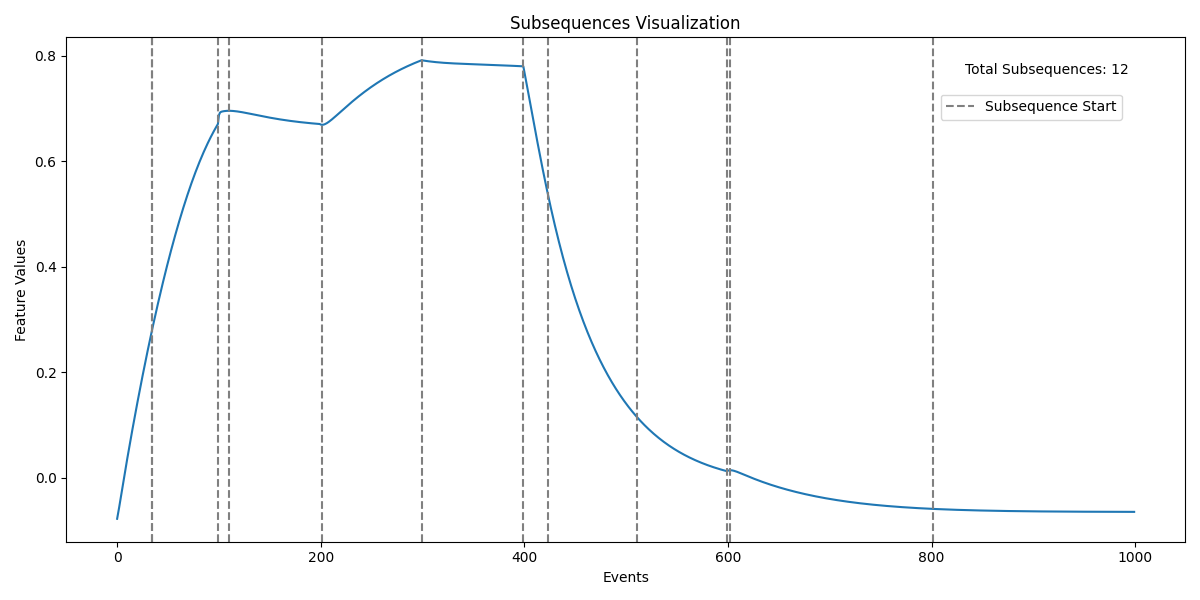 Subsequences Visualization
Total Subsequences: 12
Subsequence Start
Feature Values
0.8
0.6
0.4
0.2
0.0
0 200 400 600 800 1000
Events